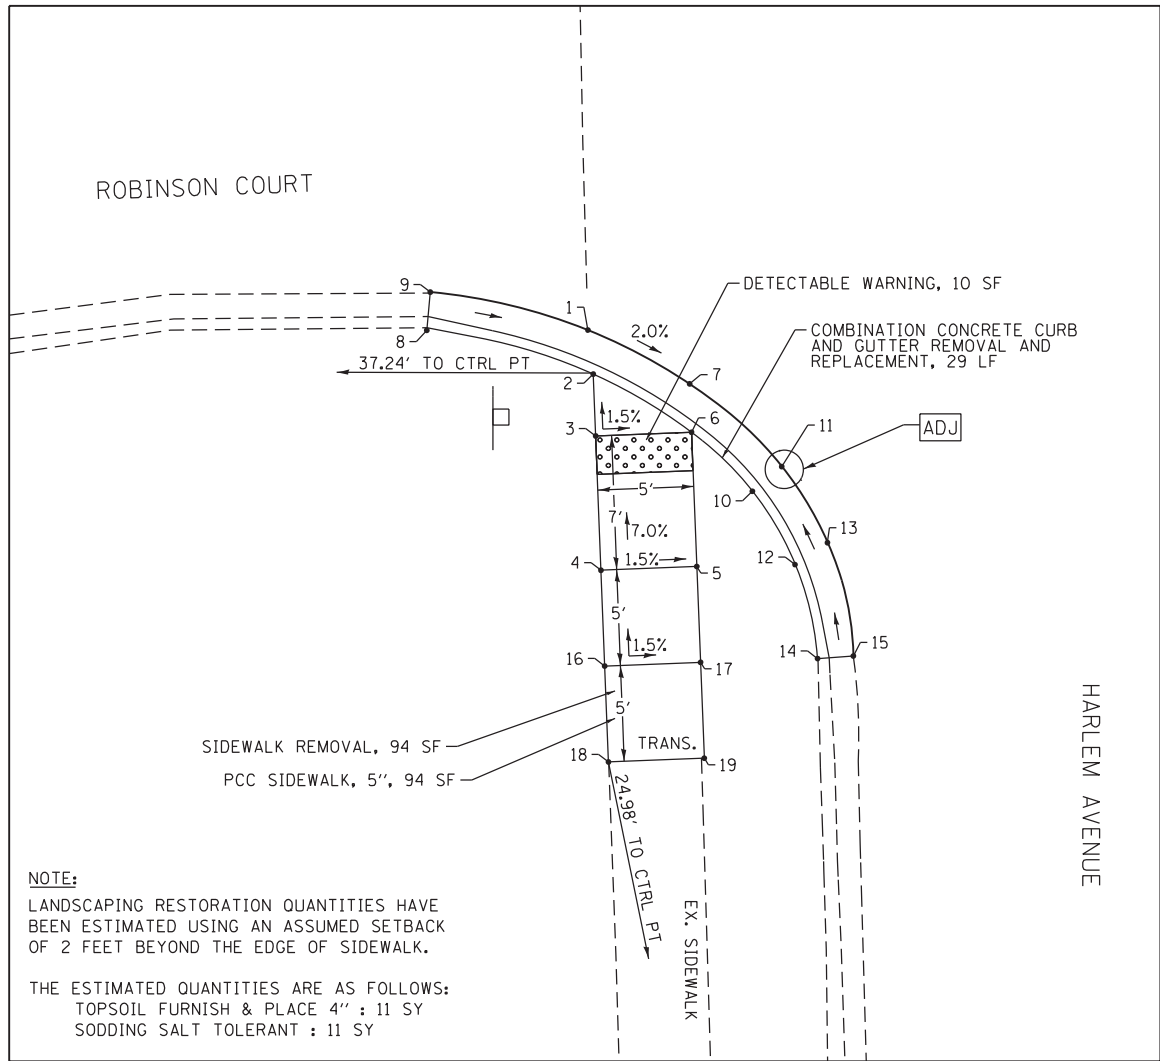 ROBINSON COURT
9
1
2.0%
DETECTABLE WARNING, 10 SF
COMBINATION CONCRETE CURB
AND GUTTER REMOVAL AND
REPLACEMENT, 29 LF
8
37.24' TO CTRL PT
2
7
3
1.5%
6
11
ADJ
5'
10
7'
7.0%
13
4
1.5%
5
12
5'
16
1.5%
17
14
15
5'
SIDEWALK REMOVAL, 94 SF
TRANS.
18
19
PCC SIDEWALK, 5'', 94 SF
24.98' TO CTRL PT
EX. SIDEWALK
HARLEM AVENUE
NOTE:
LANDSCAPING RESTORATION QUANTITIES HAVE
BEEN ESTIMATED USING AN ASSUMED SETBACK
OF 2 FEET BEYOND THE EDGE OF SIDEWALK.
THE ESTIMATED QUANTITIES ARE AS FOLLOWS:
TOPSOIL FURNISH & PLACE 4'' : 11 SY
SODDING SALT TOLERANT : 11 SY